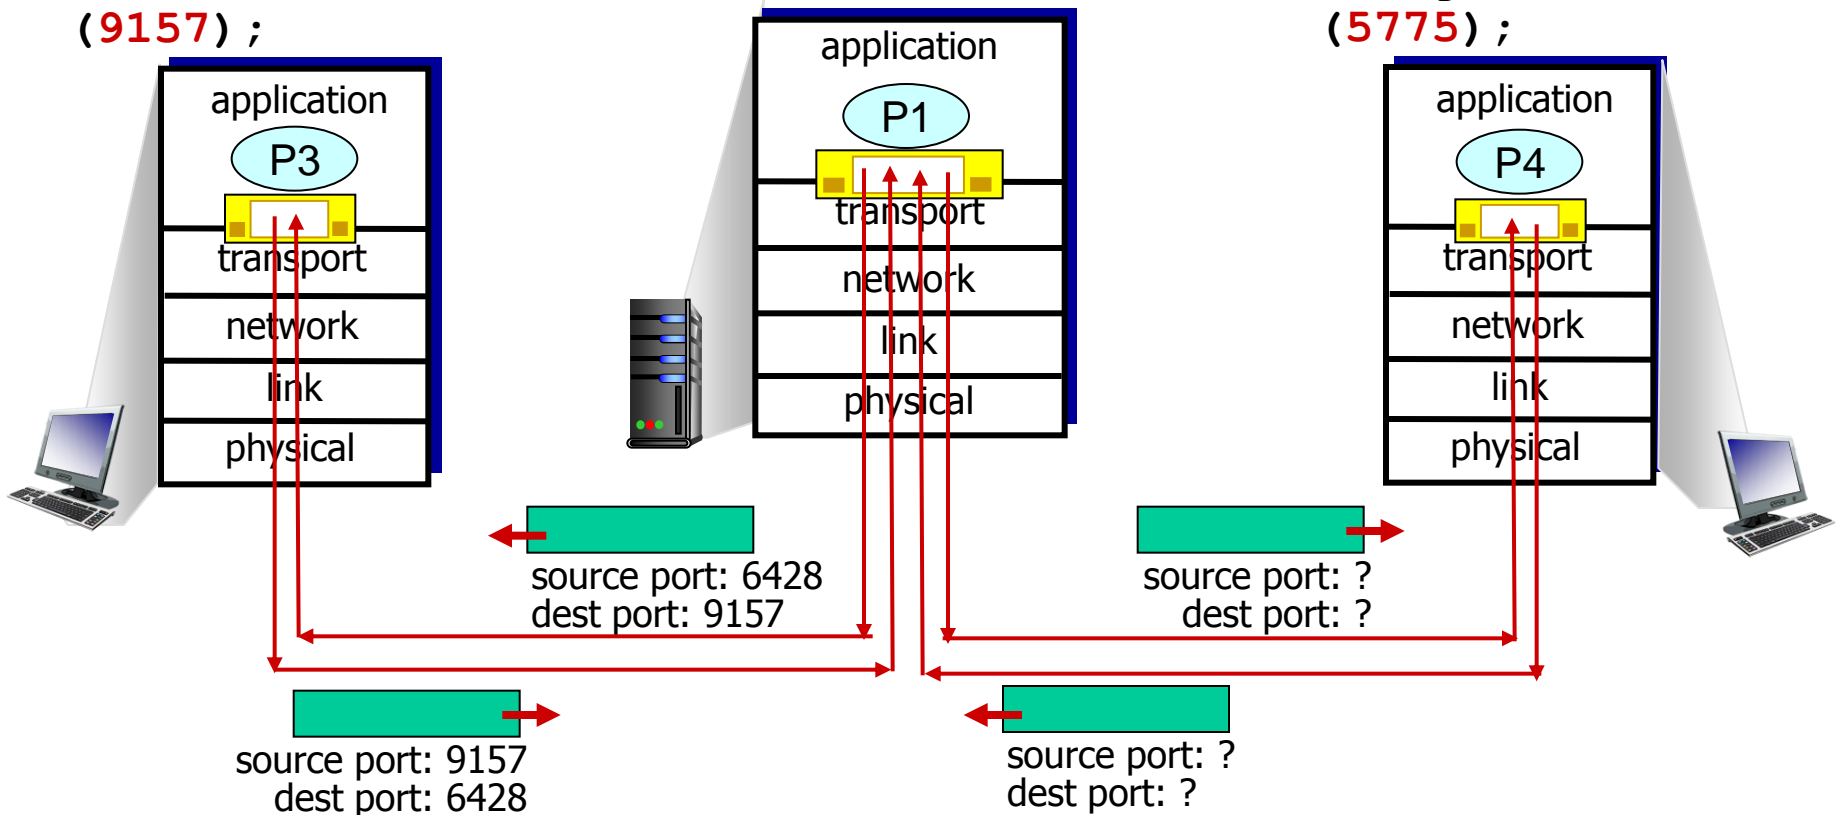 (9157);
application
P3
transport
network
link
physical
application
P1
transport
network
link
physical
(5775);
application
P4
transport
network
link
physical
source port: 6428
dest port: 9157
source port: ?
dest port: ?
source port: 9157
dest port: 6428
source port: ?
dest port: ?